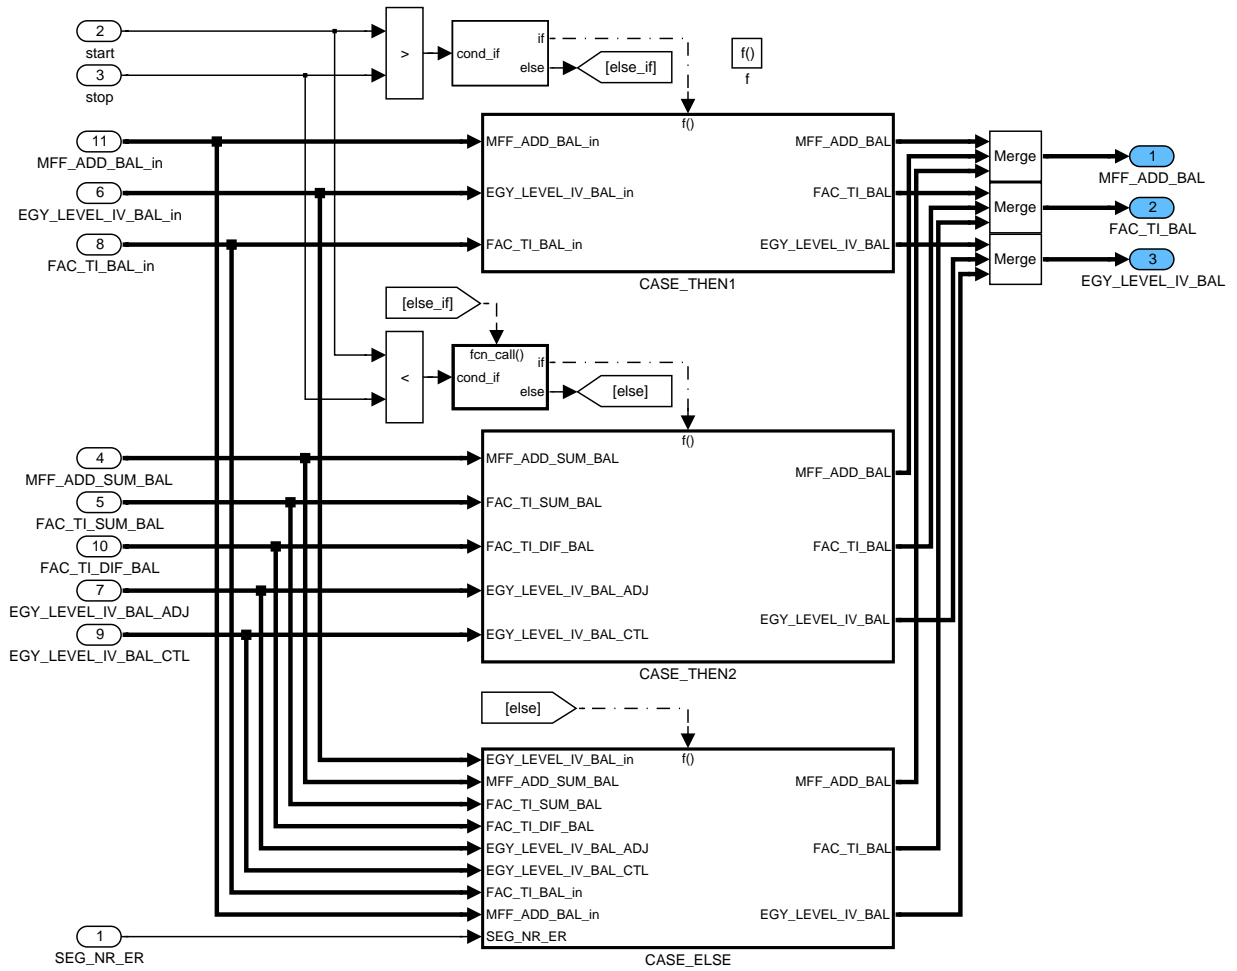 2
start
3
stop
>
cond_if
if
else
[else_if]
f()
f
11
MFF_ADD_BAL_in
6
EGY_LEVEL_IV_BAL_in
8
FAC_TI_BAL_in
f()
MFF_ADD_BAL_in
EGY_LEVEL_IV_BAL_in
FAC_TI_BAL_in
MFF_ADD_BAL
FAC_TI_BAL
EGY_LEVEL_IV_BAL
CASE_THEN1
Merge
Merge
Merge
1
MFF_ADD_BAL
2
FAC_TI_BAL
3
EGY_LEVEL_IV_BAL
[else_if]
<
fcn_call()
cond_if
if
else
[else]
4
MFF_ADD_SUM_BAL
5
FAC_TI_SUM_BAL
10
FAC_TI_DIF_BAL
7
EGY_LEVEL_IV_BAL_ADJ
9
EGY_LEVEL_IV_BAL_CTL
f()
MFF_ADD_SUM_BAL
FAC_TI_SUM_BAL
FAC_TI_DIF_BAL
EGY_LEVEL_IV_BAL_ADJ
EGY_LEVEL_IV_BAL_CTL
MFF_ADD_BAL
FAC_TI_BAL
EGY_LEVEL_IV_BAL
CASE_THEN2
[else]
f()
EGY_LEVEL_IV_BAL_in
MFF_ADD_SUM_BAL
FAC_TI_SUM_BAL
FAC_TI_DIF_BAL
EGY_LEVEL_IV_BAL_ADJ
EGY_LEVEL_IV_BAL_CTL
FAC_TI_BAL_in
MFF_ADD_BAL_in
SEG_NR_ER
MFF_ADD_BAL
FAC_TI_BAL
EGY_LEVEL_IV_BAL
CASE_ELSE
1
SEG_NR_ER